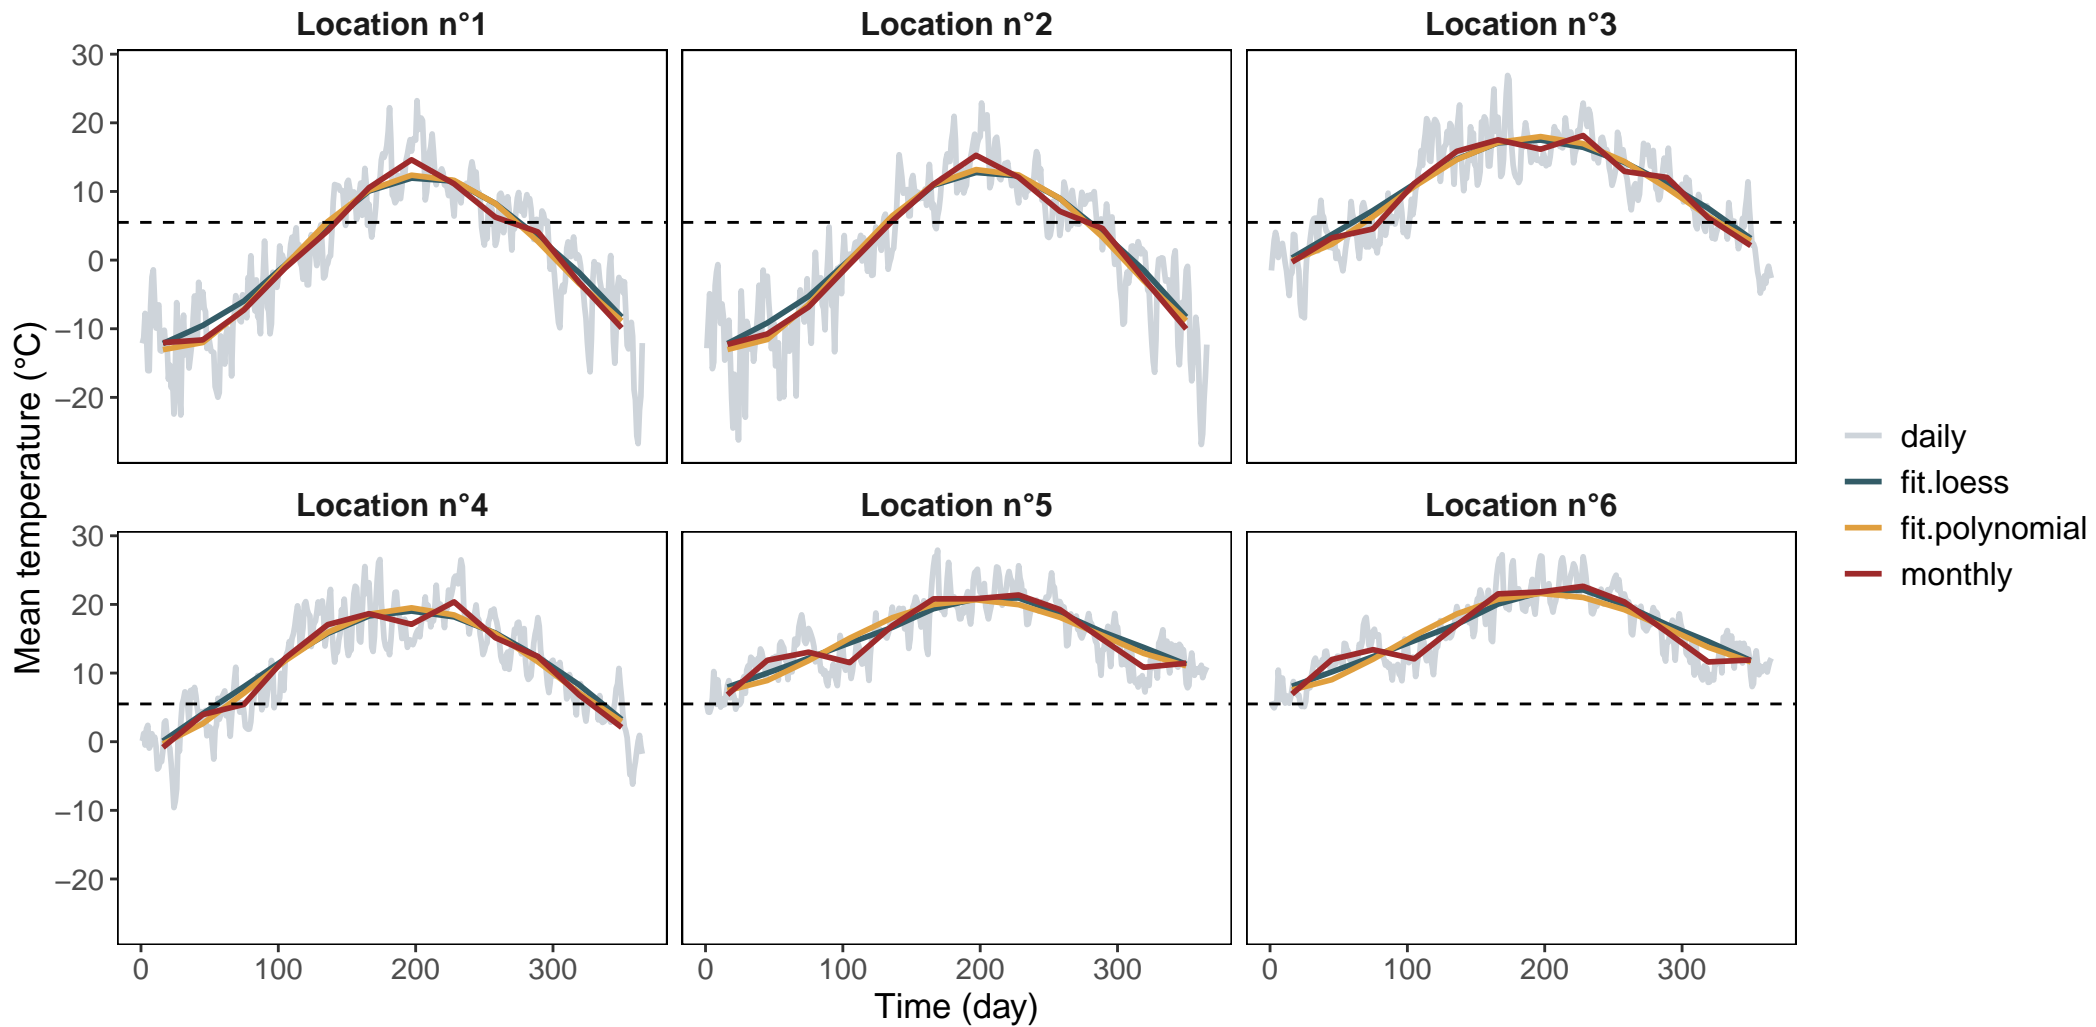 Location n°1
Location n°2
Location n°3
30
20
10
0
−10
−20
Mean temperature (°C)
daily
fit.loess
fit.polynomial
monthly
Location n°4
Location n°5
Location n°6
30
20
10
0
−10
−20
0
100
200
300
0
100
200
300
0
100
200
300
Time (day)